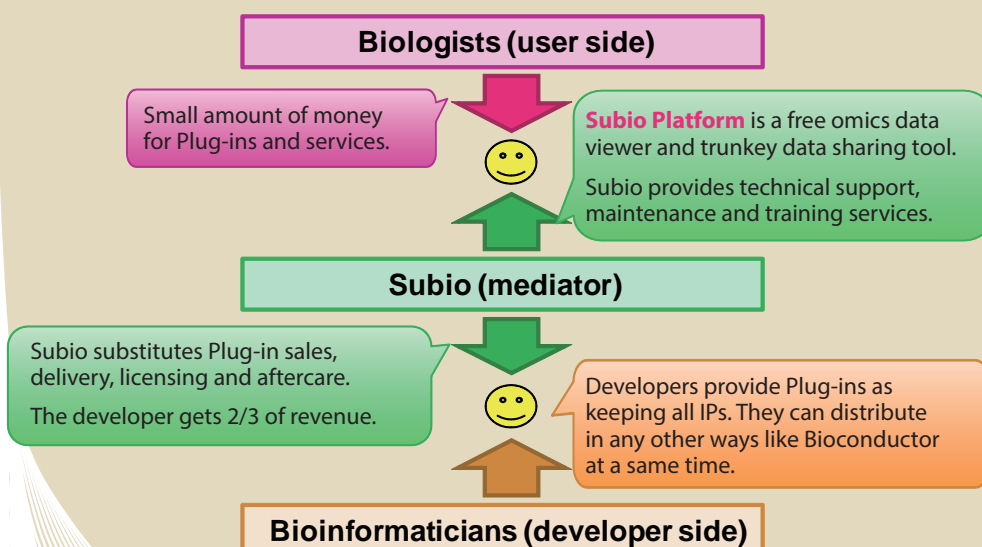 Biologists (user side)
Small amount of money
for Plug-ins and services.
Subio Platform is a free omics data
viewer and trunkey data sharing tool.
Subio provides technical support,
maintenance and training services.
Subio (mediator)
Subio substitutes Plug-in sales,
delivery, licensing and aftercare.
The developer gets 2/3 of revenue.
Developers provide Plug-ins as
keeping all IPs. They can distribute
in any other ways like Bioconductor
at a same time.
Bioinformaticians (developer side)